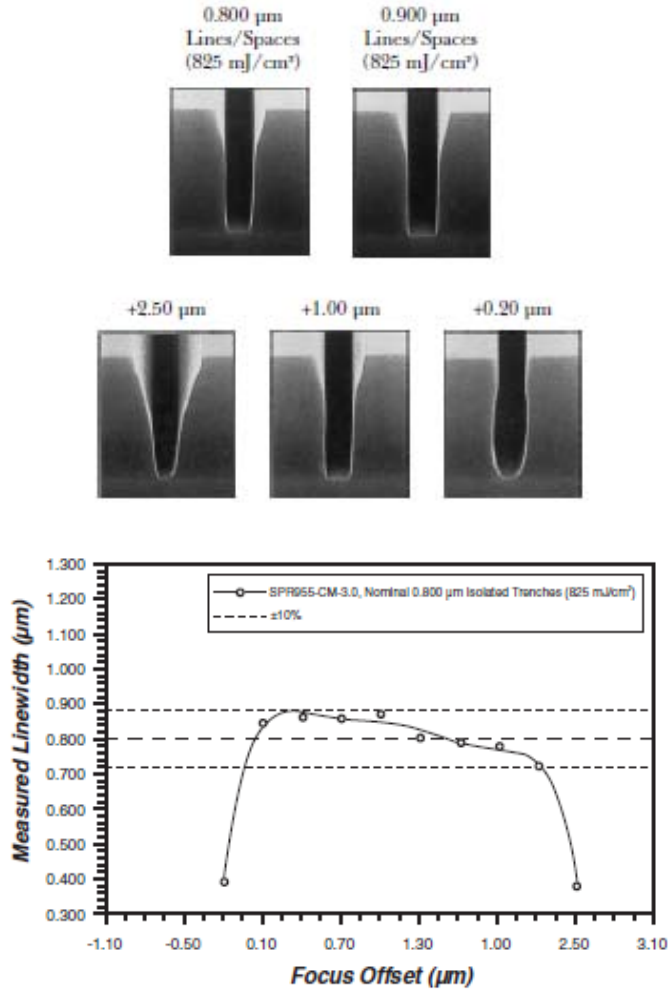 0.800 µm
Lines/Spaces
(825 mJ/cm²)
0.900 µm
Lines/Spaces
(825 mJ/cm²)
+2.50 µm
+1.00 µm
+0.20 µm
1.300
1.200
1.100
1.000
0.900
0.800
0.700
0.600
0.500
0.400
0.300
Measured Linewidth (µm)
SPR955-CM-3.0, Nominal 0.800 µm Isolated Trenches (825 mJ/cm²)
±10%
-1.10
-0.50
0.10
0.70
1.30
1.00
2.50
3.10
Focus Offset (µm)